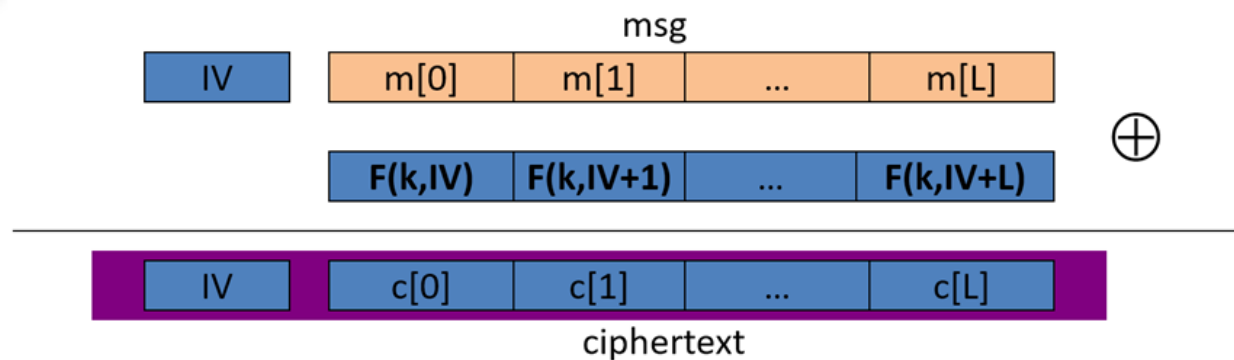 msg
IV m[0] m[1] ... m[L]
⊕
F(k,IV) F(k,IV+1) ... F(k,IV+L)
IV c[0] c[1] ... c[L]
ciphertext